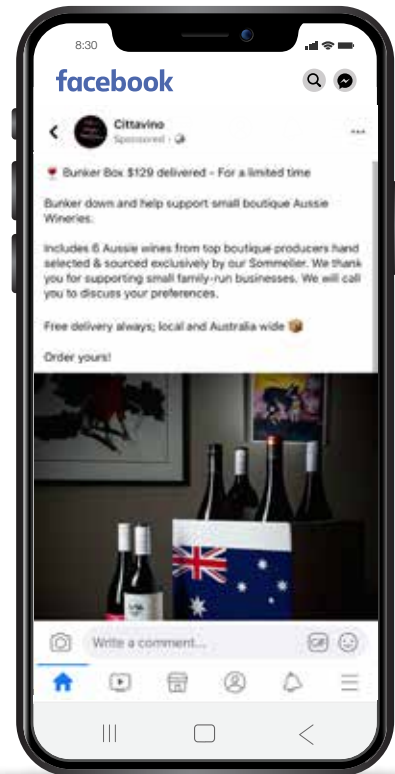 8:30
facebook
Cittavino
Sponsored ·
🍷 Bunker Box $129 delivered - For a limited time
Bunker down and help support small boutique Aussie
Wineries.
Includes 6 Aussie wines from top boutique producers hand
selected & sourced exclusively by our Sommelier. We thank
you for supporting small family-run businesses. We will call
you to discuss your preferences.
Free delivery always; local and Australia wide 📦
Order yours!
Write a comment...
GIF